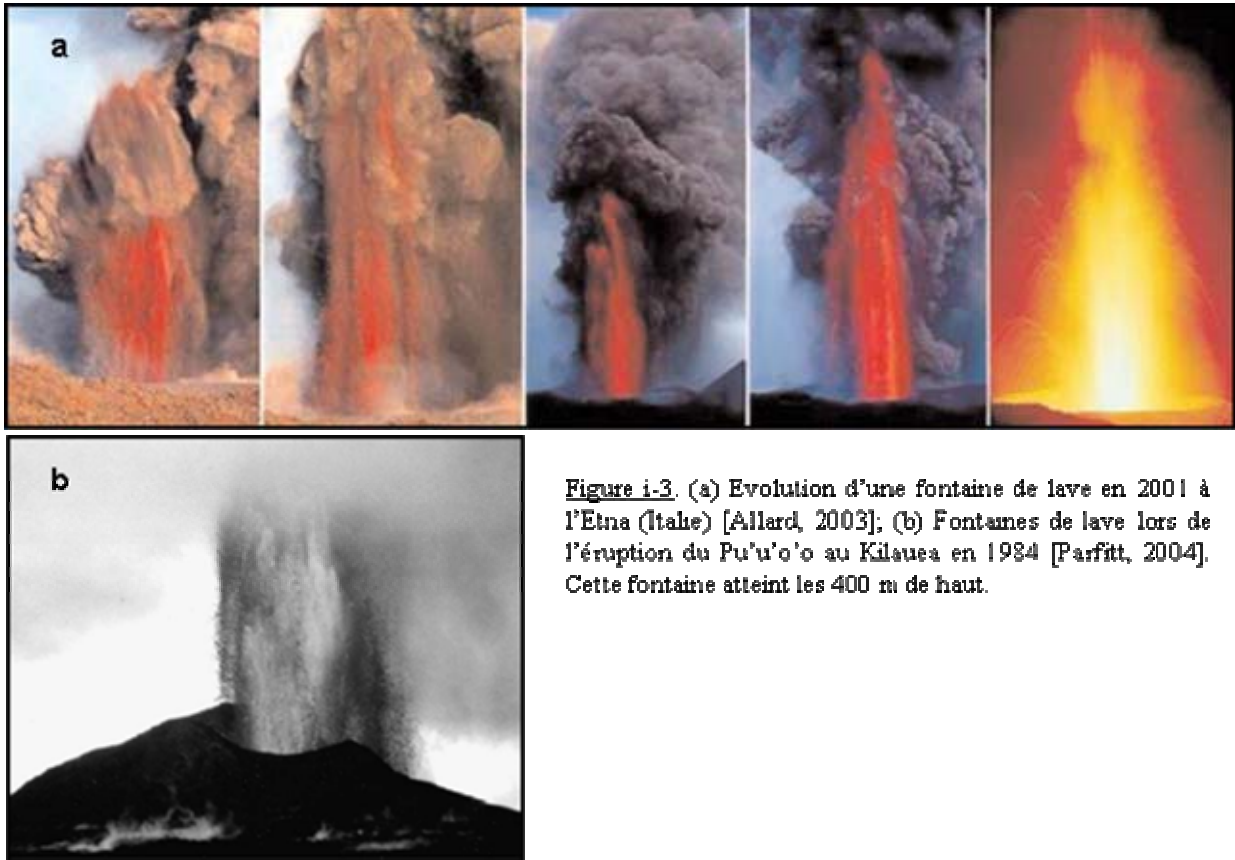 a
b
Figure i-3. (a) Evolution d'une fontaine de lave en 2001 à
l'Etna (Italie) [Allard, 2003]; (b) Fontaines de lave lors de
l'éruption du Pu'u'o'o au Kilauea en 1984 [Parfitt, 2004].
Cette fontaine atteint les 400 m de haut.